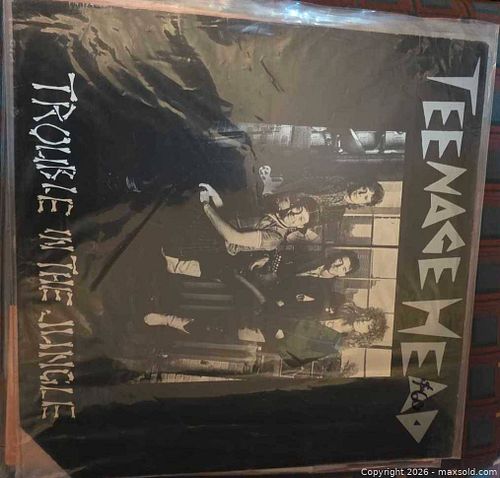 TEENAGE HEAD
TROUBLE IN THE JUNGLE
Copyright © 2026 - maxsold.com